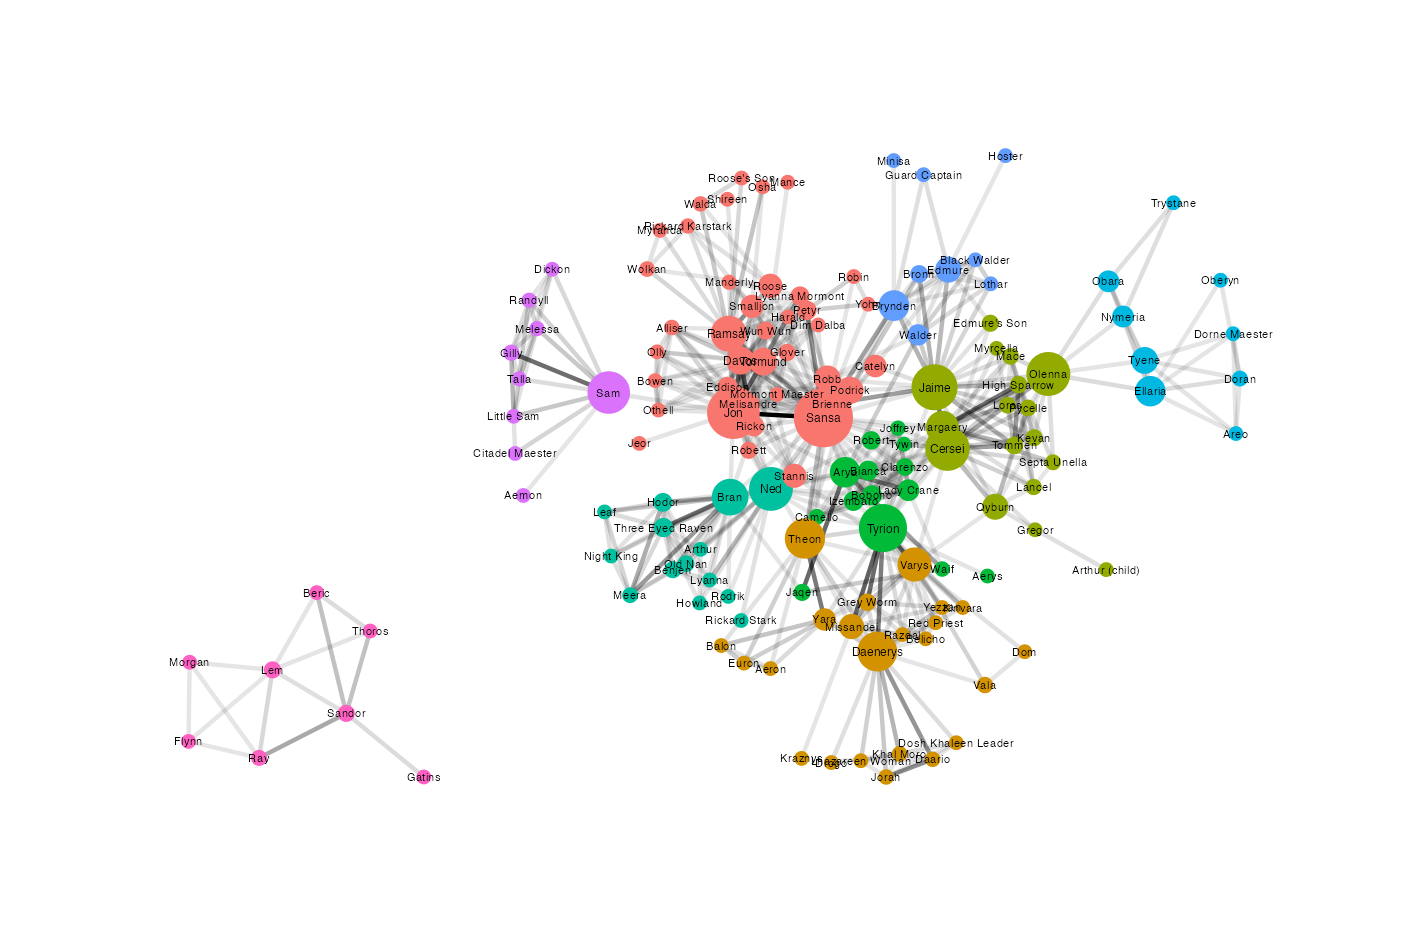 Hoster
Minisa
Guard Captain
Roose's Son
Osha
Mance
Shireen
Walda
Trystane
Rickard Karstark
Myranda
Black Walder
Dickon
Wolkan
Bronn
Edmure
Robin
Manderly
Roose
Lothar
Obara
Oberyn
Lyanna Mormont
Randyll
Smalljon
Petyr
Yohn
Brynden
Harald
Nymeria
Dim Dalba
Edmure's Son
Melessa
Alliser
Ramsay
Wun Wun
Walder
Dorne Maester
Myrcella
Gilly
Olly
Glover
Mace
Davos
Tormund
Tyene
Catelyn
Olenna
Talla
Bowen
Robb
Doran
Eddison
Podrick
Jaime
High Sparrow
Ellaria
Sam
Mormont Maester
Melisandre
Brienne
Loras
Pycelle
Othell
Jon
Little Sam
Sansa
Rickon
Joffrey
Margaery
Areo
Jeor
Robert
Tywin
Tommen
Kevan
Robett
Cersei
Citadel Maester
Septa Unella
Arya
Bianca
Clarenzo
Stannis
Ned
Lady Crane
Lancel
Aemon
Bran
Bobono
Hodor
Izembaro
Qyburn
Leaf
Camello
Three Eyed Raven
Tyrion
Gregor
Theon
Night King
Arthur
Old Nan
Varys
Waif
Benjen
Arthur (child)
Aerys
Lyanna
Meera
Jaqen
Beric
Howland
Rodrik
Grey Worm
Yezzan
Kinvara
Rickard Stark
Yara
Missandei
Red Priest
Thoros
Razdal
Belicho
Balon
Daenerys
Dom
Morgan
Euron
Aeron
Lem
Vala
Sandor
Flynn
Dosh Khaleen Leader
Ray
Kraznys
Drogo
Woman
Khal Moro
Daario
Gatins
Jorah